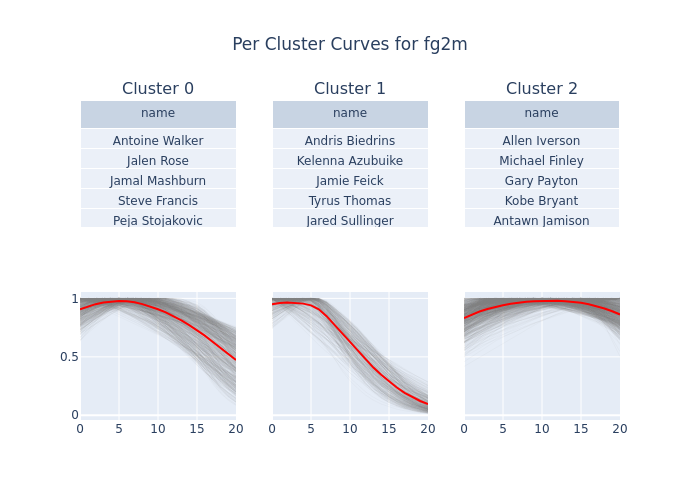 Per Cluster Curves for fg2m
Cluster 0
name
Antoine Walker
Jalen Rose
Jamal Mashburn
Steve Francis
Peja Stojakovic
Cluster 1
name
Andris Biedrins
Kelenna Azubuike
Jamie Feick
Tyrus Thomas
Jared Sullinger
Cluster 2
name
Allen Iverson
Michael Finley
Gary Payton
Kobe Bryant
Antawn Jamison
1
0.5
0
0 5 10 15 20
0 5 10 15 20
0 5 10 15 20